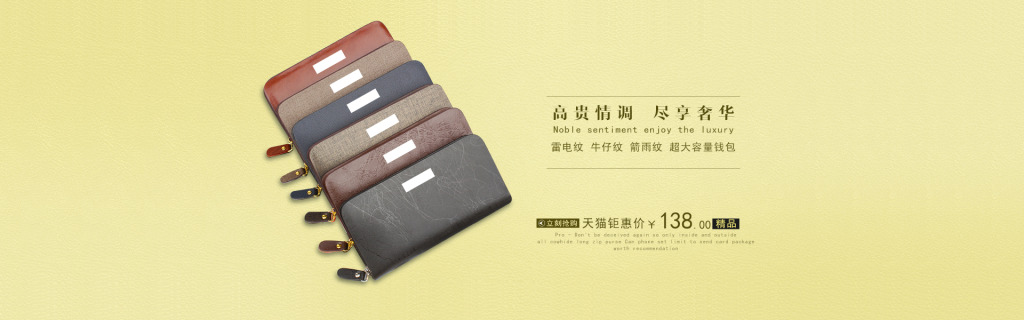 高贵情调 尽享奢华
Noble sentiment enjoy the luxury
雷电纹 牛仔纹 箭雨纹 超大容量钱包
立刻抢购 天猫钜惠价¥138.00 精品
Pro - Don't be deceived again so only inside and outside
all cowhide long zip purse Can phone set limit to send card package
worth recommendation